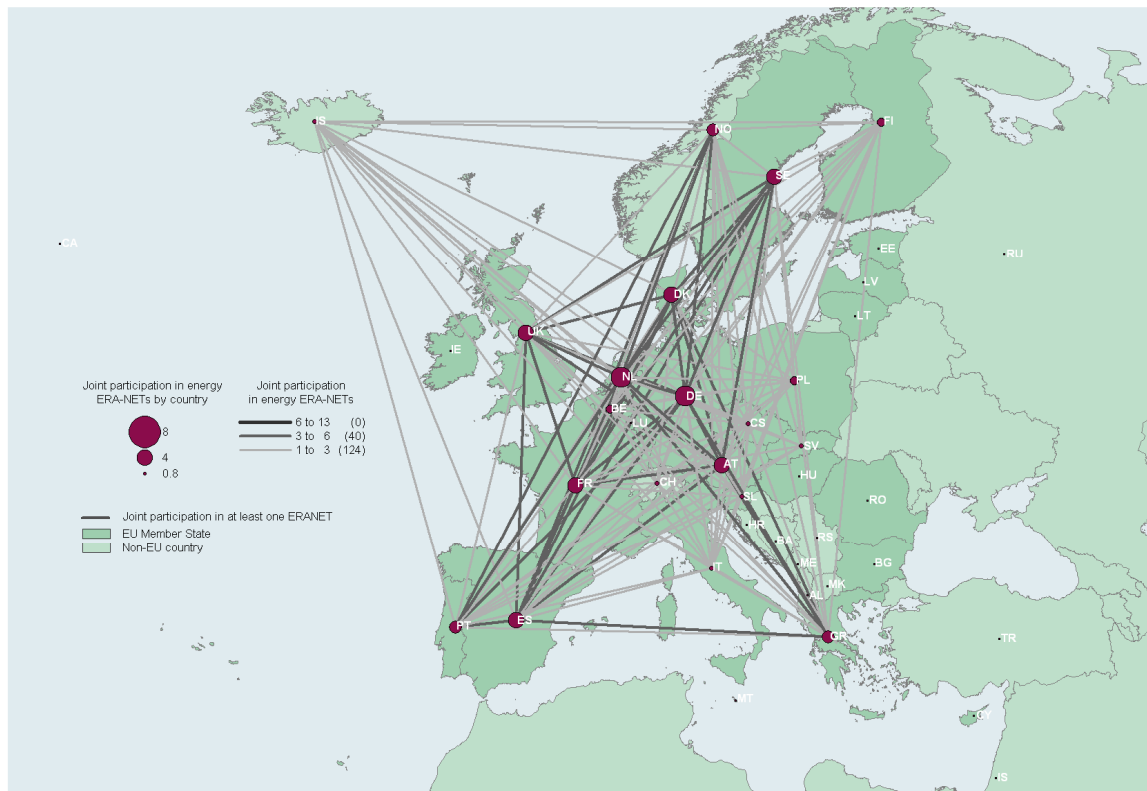 IS
NO
FI
SE
CA
EE
RU
LV
DK
LT
UK
IE
NL
PL
DE
BE
LU
CS
SV
AT
HU
FR
CH
SL
RO
HR
BA
RS
ME
BG
IT
MK
AL
PT
ES
GR
TR
MT
CY
IS
Joint participation in energy
ERA-NETs by country
8
4
0.8
Joint participation
in energy ERA-NETs
6 to 13 (0)
3 to 6 (40)
1 to 3 (124)
Joint participation in at least one ERANET
EU Member State
Non-EU country